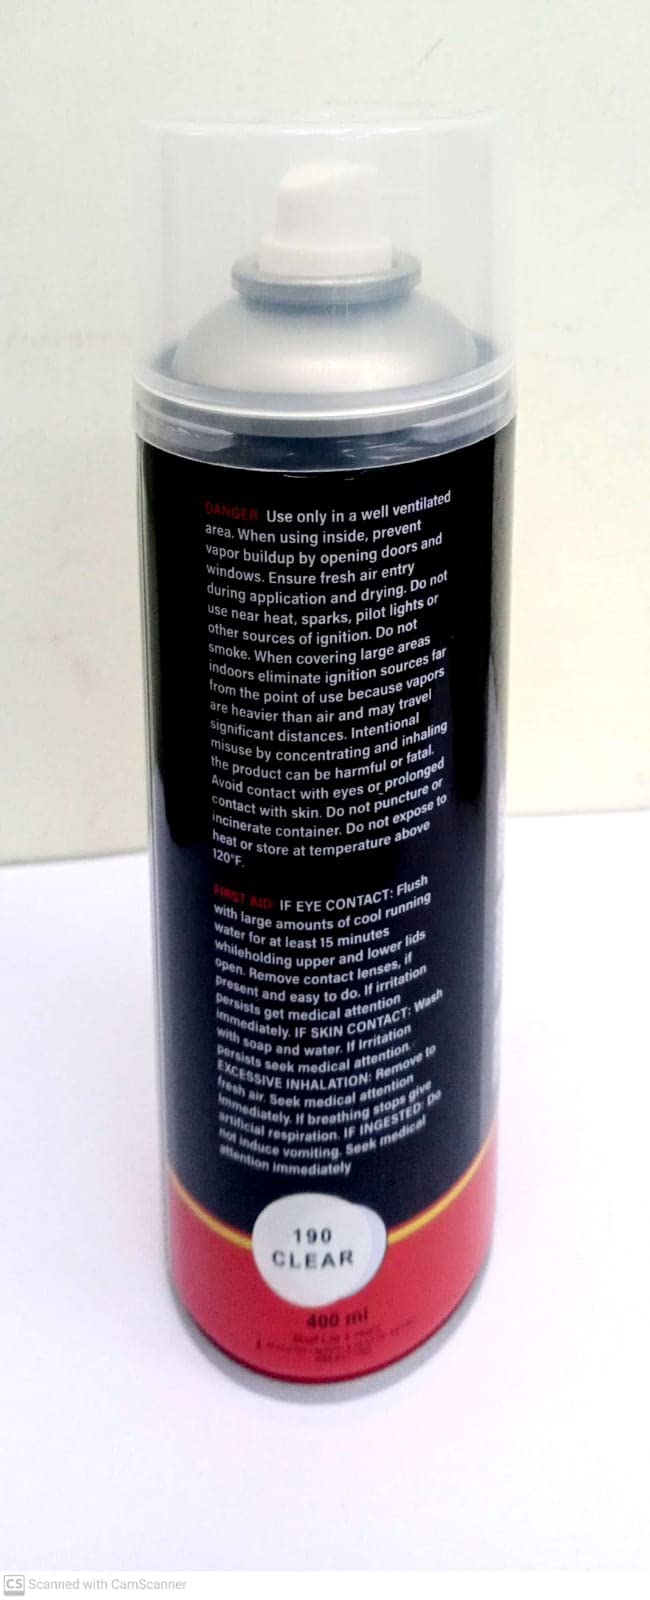 DANGER Use only in a well ventilated
area. When using inside, prevent
vapor buildup by opening doors and
windows. Ensure fresh air entry
during application and drying. Do not
use near heat, sparks, pilot lights or
other sources of ignition. Do not
smoke. When covering large areas
indoors eliminate ignition sources far
from the point of use because vapors
are heavier than air and may travel
significant distances. Intentional
misuse by concentrating and inhaling
the product can be harmful or fatal.
Avoid contact with eyes or prolonged
contact with skin. Do not puncture or
incinerate container. Do not expose to
heat or store at temperature above
120°F.
FIRST AID IF EYE CONTACT: Flush
with large amounts of cool running
water for at least 15 minutes
whileholding upper and lower lids
open. Remove contact lenses, if
present and easy to do. If irritation
persists get medical attention
immediately. IF SKIN CONTACT: Wash
with soap and water. If Irritation
persists seek medical attention.
EXCESSIVE INHALATION: Remove to
fresh air. Seek medical attention
immediately. If breathing stops give
artificial respiration. IF INGESTED: Do
not induce vomiting. Seek medical
attention immediately
190
CLEAR
400 ml
CS Scanned with CamScanner